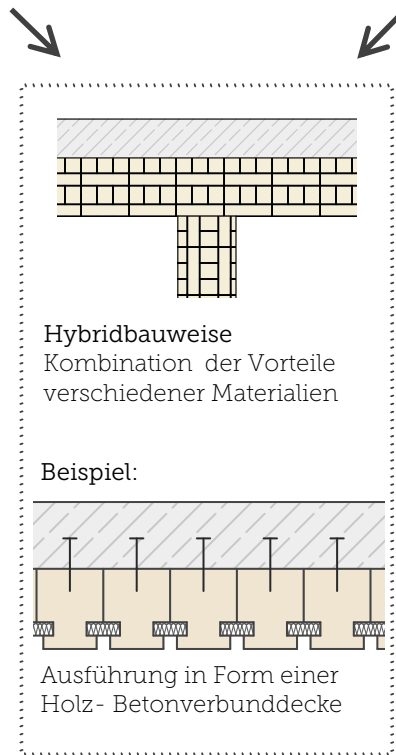 Hybridbauweise
Kombination der Vorteile
verschiedener Materialien
Beispiel:
Ausführung in Form einer
Holz- Betonverbunddecke